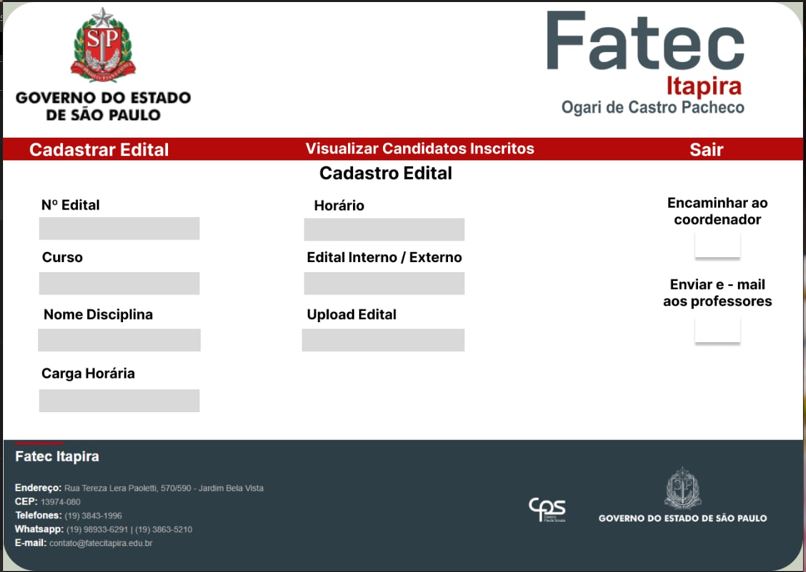 SP
GOVERNO DO ESTADO
DE SÃO PAULO
Fatec
Itapira
Ogari de Castro Pacheco
Cadastrar Edital
Visualizar Candidatos Inscritos
Sair
Cadastro Edital
Nº Edital
Horário
Encaminhar ao
coordenador
Curso
Edital Interno / Externo
Enviar e - mail
aos professores
Nome Disciplina
Upload Edital
Carga Horária
Fatec Itapira
Endereço: Rua Tereza Lera Paoletti, 570/590 - Jardim Bela Vista
CEP: 13974-080
Telefones: (19) 3843-1996
Whatsapp: (19) 98933-6291 | (19) 3863-5210
E-mail: contato@fatecitapira.edu.br
cps
GOVERNO DO ESTADO DE SÃO PAULO